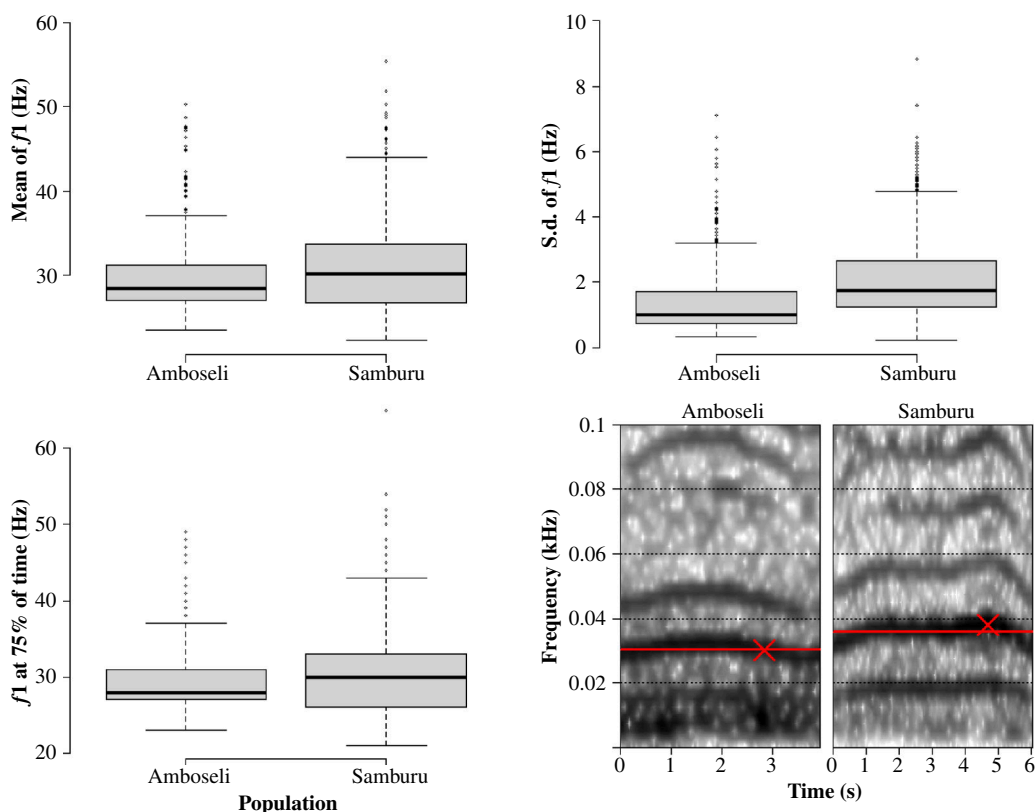 60
50
40
30
Mean of f1 (Hz)
Amboseli Samburu
10
8
6
4
2
0
S.d. of f1 (Hz)
Amboseli Samburu
60
50
40
30
20
f1 at 75% of time (Hz)
Amboseli Samburu
Population
Amboseli Samburu
0.1
0.08
0.06
0.04
0.02
Frequency (kHz)
0 1 2 3 0 1 2 3 4 5 6
Time (s)